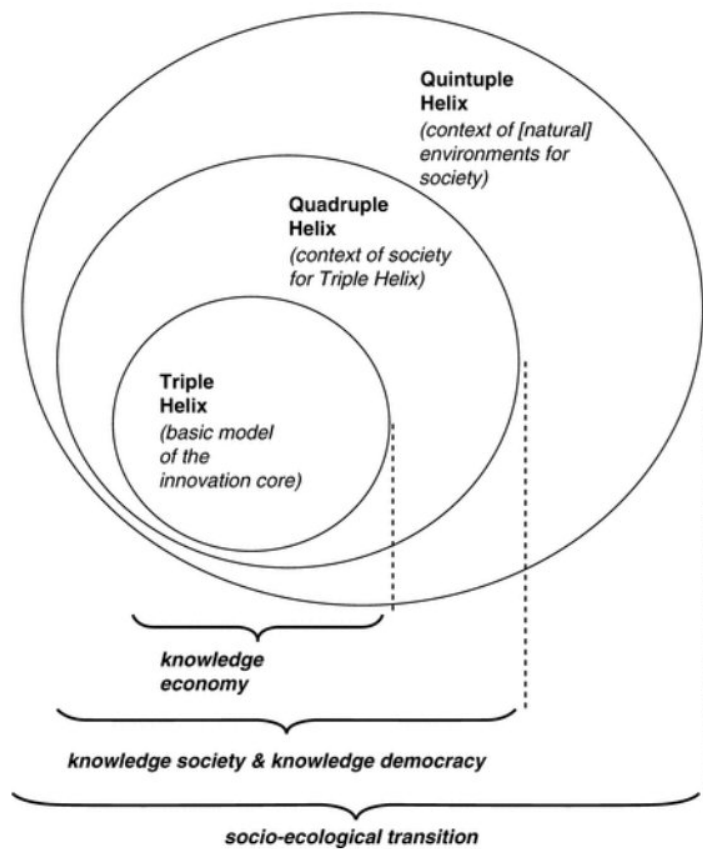 Quintuple
Helix
(context of [natural]
environments for
society)
Quadruple
Helix
(context of society
for Triple Helix)
Triple
Helix
(basic model
of the
innovation core)
knowledge
economy
knowledge society & knowledge democracy
socio-ecological transition